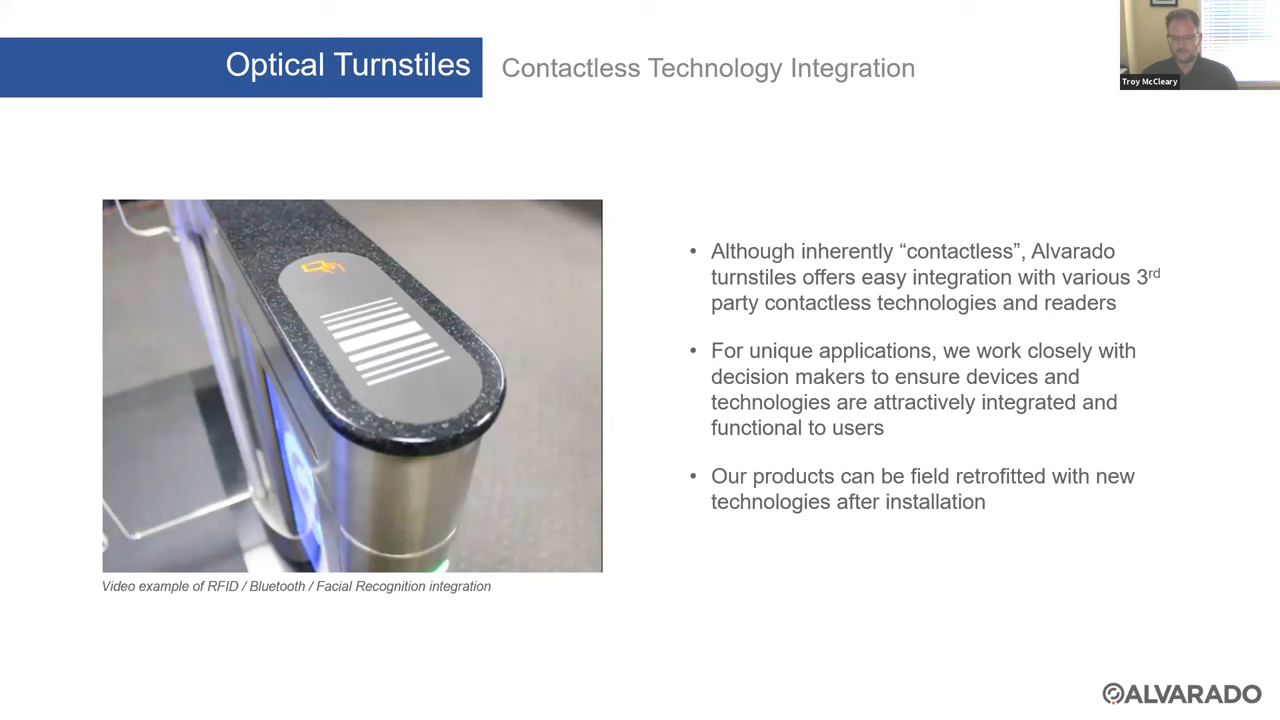 Optical Turnstiles
Contactless Technology Integration
Troy McCleary
• Although inherently “contactless”, Alvarado
turnstiles offers easy integration with various 3rd
party contactless technologies and readers
• For unique applications, we work closely with
decision makers to ensure devices and
technologies are attractively integrated and
functional to users
• Our products can be field retrofitted with new
technologies after installation
Video example of RFID / Bluetooth / Facial Recognition integration
ALVARADO